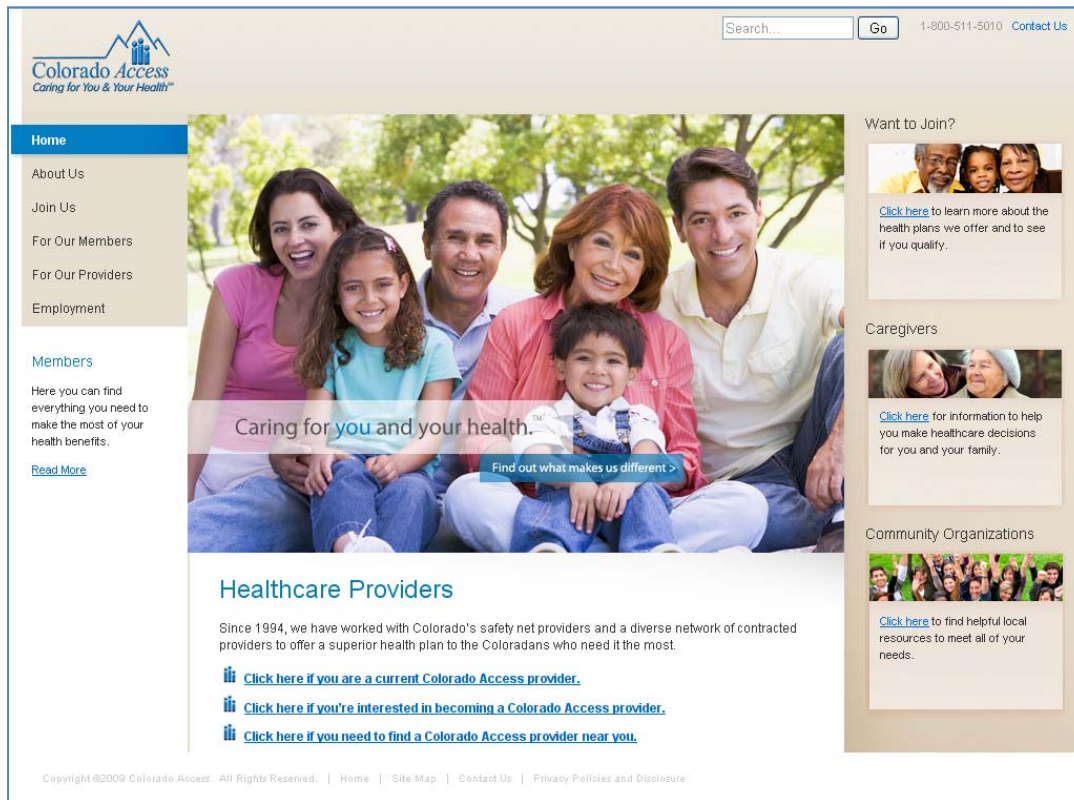 Search...
Go
1-800-511-5010 Contact Us
Colorado Access
Caring for You & Your Health℠
Home
About Us
Join Us
For Our Members
For Our Providers
Employment
Members
Here you can find
everything you need to
make the most of your
health benefits.
Read More
Caring for you and your health.™
Find out what makes us different >
Healthcare Providers
Since 1994, we have worked with Colorado's safety net providers and a diverse network of contracted
providers to offer a superior health plan to the Coloradans who need it the most.
Click here if you are a current Colorado Access provider.
Click here if you're interested in becoming a Colorado Access provider.
Click here if you need to find a Colorado Access provider near you.
Want to Join?
Click here to learn more about the
health plans we offer and to see
if you qualify.
Caregivers
Click here for information to help
you make healthcare decisions
for you and your family.
Community Organizations
Click here to find helpful local
resources to meet all of your
needs.
Copyright ©2009 Colorado Access. All Rights Reserved. | Home | Site Map | Contact Us | Privacy Policies and Disclosure